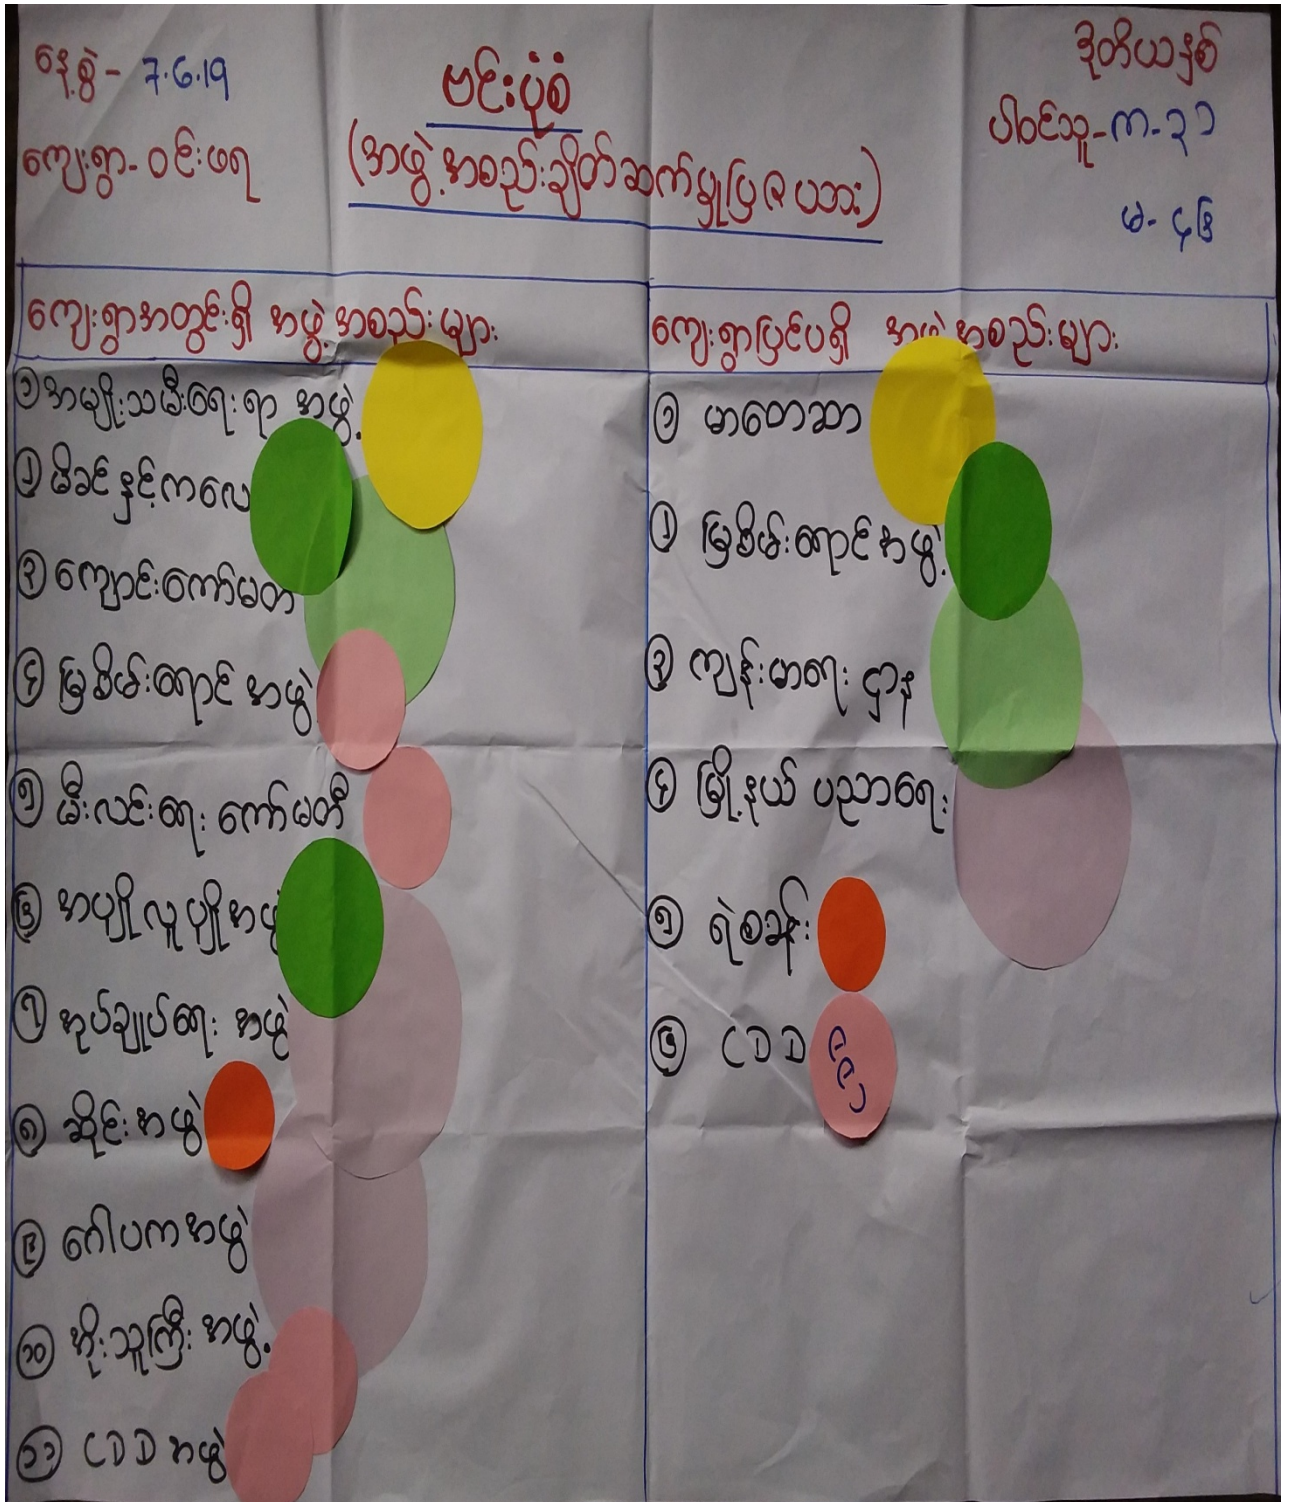 နေ့စွဲ - 7.6.19
ကျေးရွာ - ဝင်းဖရ
ဗင်းပုံစံ
(အဖွဲ့အစည်းချိတ်ဆက်မှုပြဇယား)
ဒုတိယနှစ်
ပါဝင်သူ - က - ၃၁
မ - ၄၆
ကျေးရွာအတွင်းရှိ အဖွဲ့အစည်းများ
၁ အမျိုးသမီးရေးရာ အဖွဲ့
၂ မိခင်နှင့်ကလေ
၃ ကျောင်းကော်မတ
၄ မြစိမ်းရောင် အဖွဲ့
၅ မီးလင်းရေး ကော်မတီ
၆ အပျိုလူပျိုအဖွဲ့
၇ အုပ်ချုပ်ရေး အဖွဲ့
၈ ဆိုင်းအဖွဲ့
၉ ဂေါပကအဖွဲ့
၁၀ အိုးသူကြီး အဖွဲ့
၁၁ CDD အဖွဲ့
ကျေးရွာပြင်ပရှိ အဖွဲ့အစည်းများ
၁ မာတေဆာ
၂ မြစိမ်းရောင်အဖွဲ့
၃ ကျန်းမာရေး ဌာန
၄ မြို့နယ် ပညာရေး
၅ ရဲစခန်း
၆ CDD